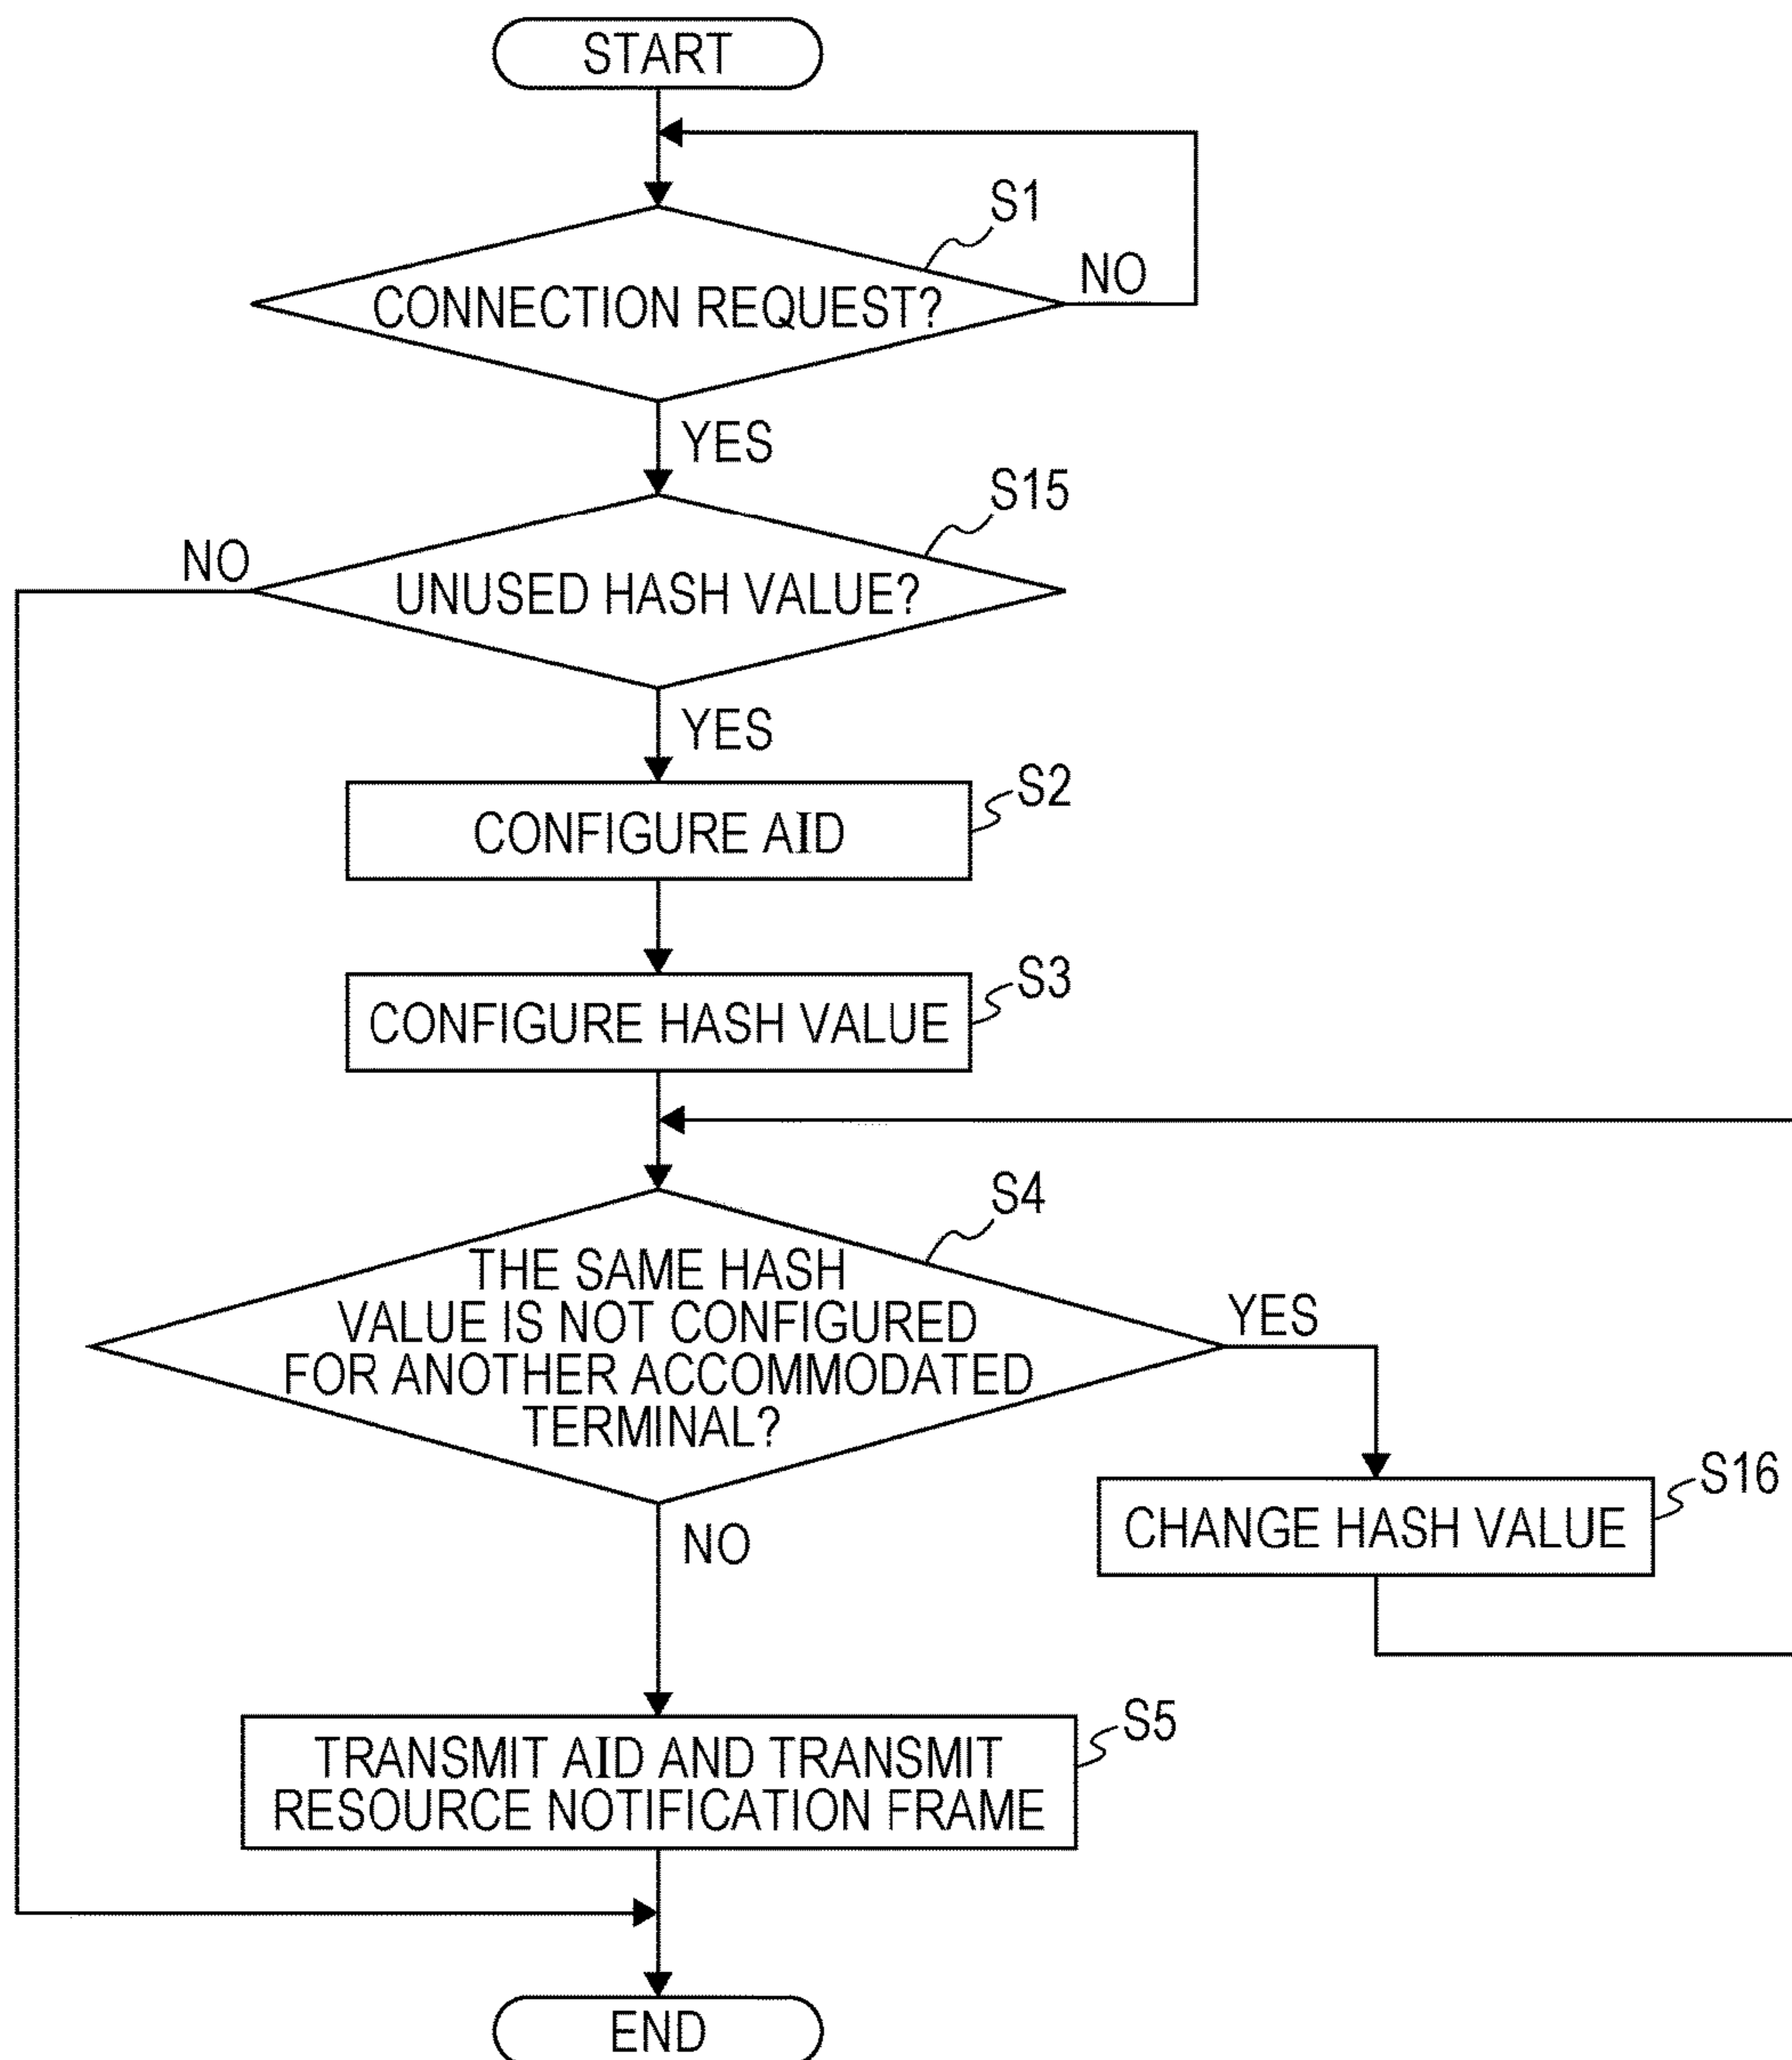 START
S1
CONNECTION REQUEST?
NO
YES
S15
NO
UNUSED HASH VALUE?
YES
S2
CONFIGURE AID
S3
CONFIGURE HASH VALUE
S4
THE SAME HASH
VALUE IS NOT CONFIGURED
FOR ANOTHER ACCOMMODATED
TERMINAL?
YES
S16
CHANGE HASH VALUE
NO
S5
TRANSMIT AID AND TRANSMIT
RESOURCE NOTIFICATION FRAME
END